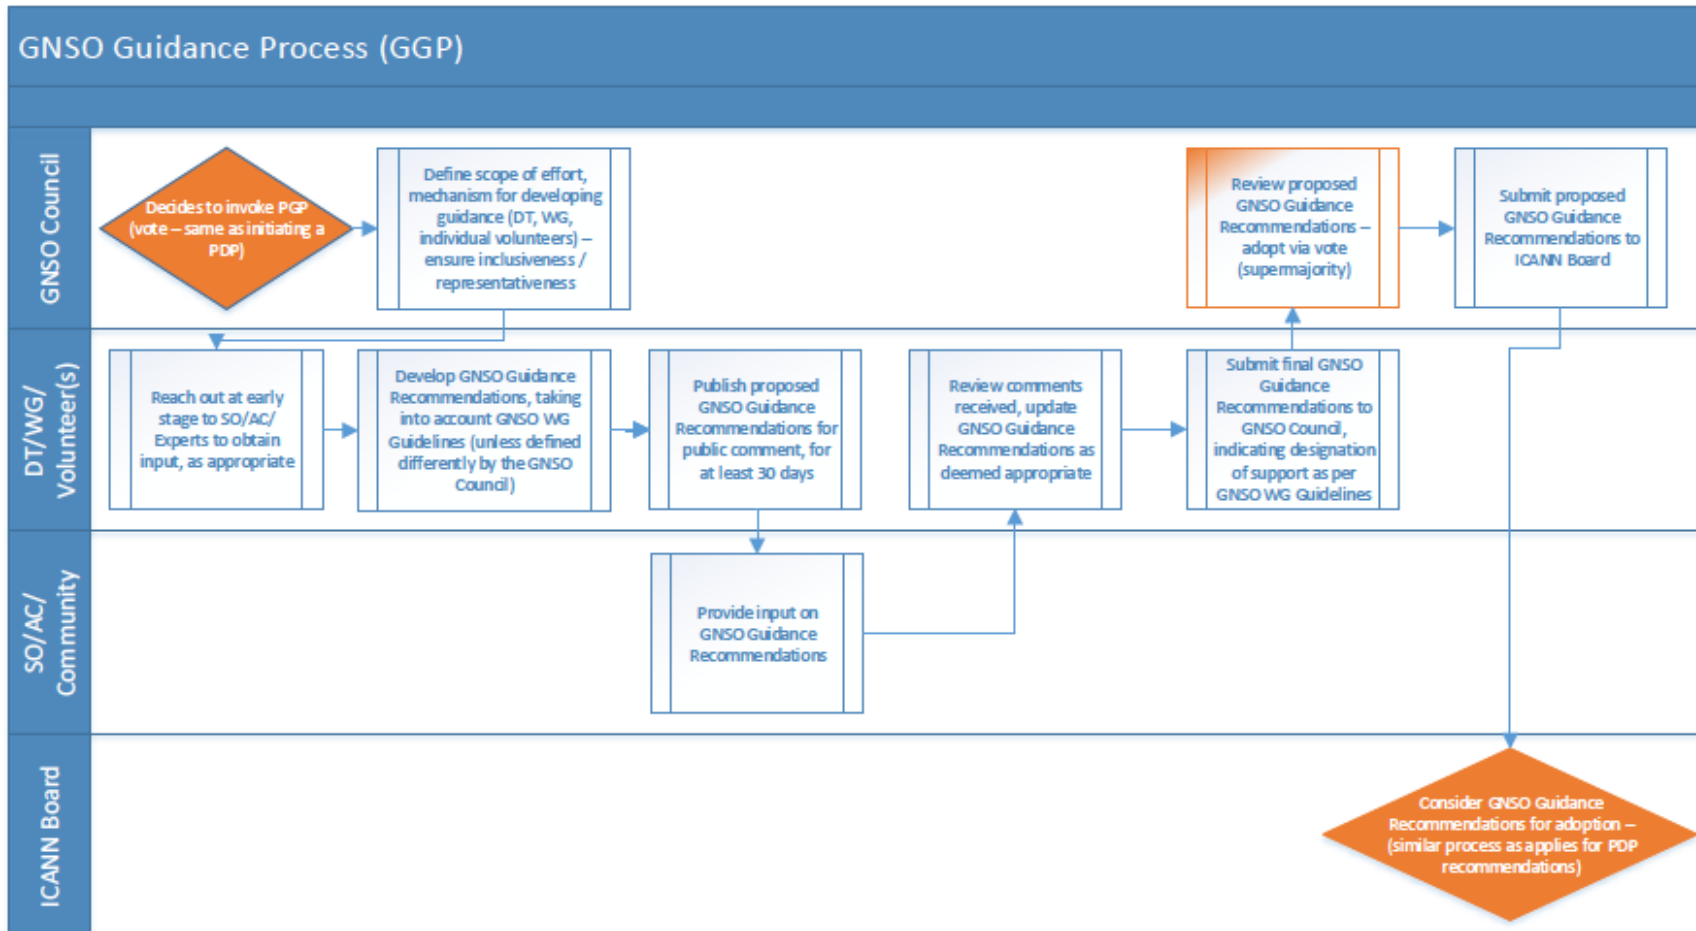 GNSO Guidance Process (GGP)
GNSO Council
Decides to invoke PGP
(vote – same as initiating a
PDP)
Define scope of effort,
mechanism for developing
guidance (DT, WG,
individual volunteers) –
ensure inclusiveness /
representativeness
Review proposed
GNSO Guidance
Recommendations –
adopt via vote
(supermajority)
Submit proposed
GNSO Guidance
Recommendations to
ICANN Board
DT/WG/
Volunteer(s)
Reach out at early
stage to SO/AC/
Experts to obtain
input, as appropriate
Develop GNSO Guidance
Recommendations, taking
into account GNSO WG
Guidelines (unless defined
differently by the GNSO
Council)
Publish proposed
GNSO Guidance
Recommendations for
public comment, for
at least 30 days
Review comments
received, update
GNSO Guidance
Recommendations as
deemed appropriate
Submit final GNSO
Guidance
Recommendations to
GNSO Council,
indicating designation
of support as per
GNSO WG Guidelines
SO/AC/
Community
Provide input on
GNSO Guidance
Recommendations
ICANN Board
Consider GNSO Guidance
Recommendations for adoption –
(similar process as applies for PDP
recommendations)